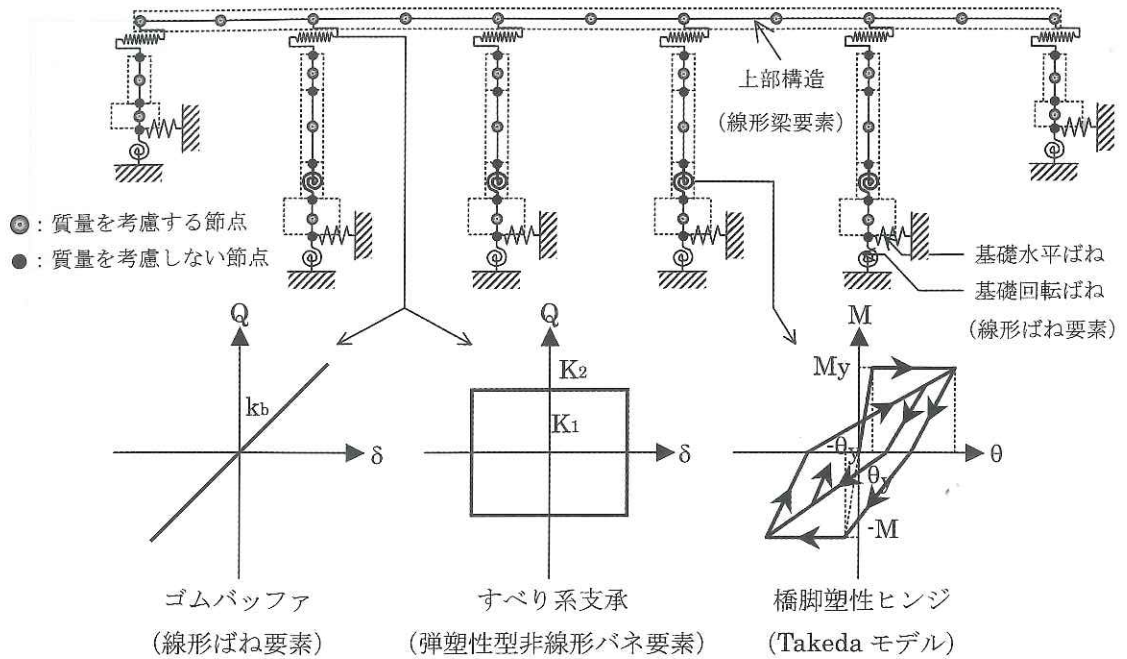 上部構造
(線形梁要素)
◎：質量を考慮する節点
●：質量を考慮しない節点
基礎水平ばね
基礎回転ばね
(線形ばね要素)
Q
kb
δ
ゴムバッファ
(線形ばね要素)
Q
K2
K1
δ
すべり系支承
(弾塑性型非線形バネ要素)
M
My
-θy
θy
θ
-M
橋脚塑性ヒンジ
(Takeda モデル)